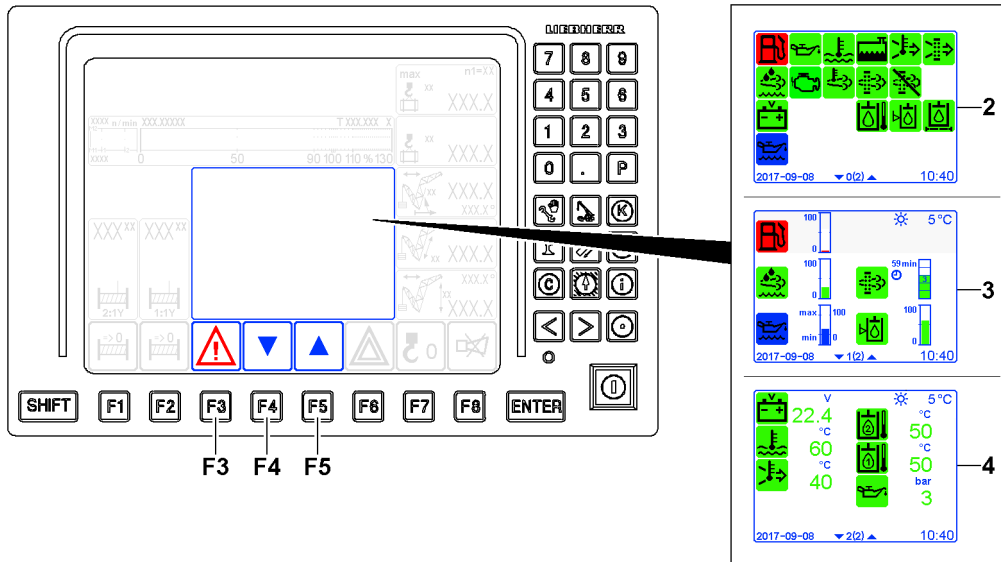 LIEBHERR
max n1=XX
xx XXX.X
xxxx n/min XXX.XXXXX T XXX.XXX X
xx XXX.X
xxxx 0 50 90 100 110 % 130
xx XXX.X
XXX.X°
XXX xx XXX xx
xx XXX.X
XXX.X°
xx XXX.X
2:1Y 1:1Y
->0 ->0 0
7 8 9
4 5 6
1 2 3
0 . P
K
C i
< >
SHIFT F1 F2 F3 F4 F5 F6 F7 F8 ENTER
F3 F4 F5
2017-09-08 ▼ 0(2) ▲ 10:40
2
100 5°C
0
100 59 min
3
0
max 100 100
min 0 0
2017-09-08 ▼ 1(2) ▲ 10:40
3
V 5°C
22.4 °C
2 50
°C °C
60 1 50
°C bar
40 3
2017-09-08 ▼ 2(2) ▲ 10:40
4